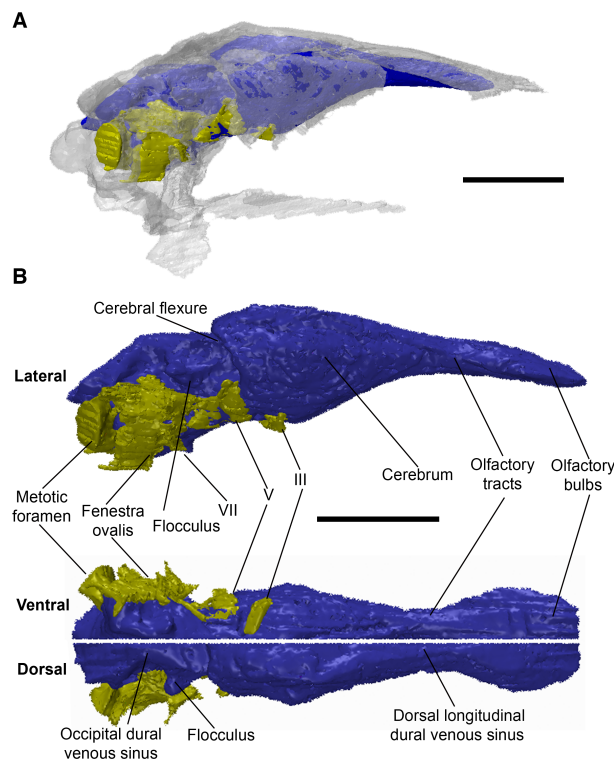 A
B
Cerebral flexure
Lateral
Metotic
foramen
Fenestra
ovalis
Flocculus
VII
V
III
Cerebrum
Olfactory
tracts
Olfactory
bulbs
Ventral
Dorsal
Occipital dural
venous sinus
Flocculus
Dorsal longitudinal
dural venous sinus